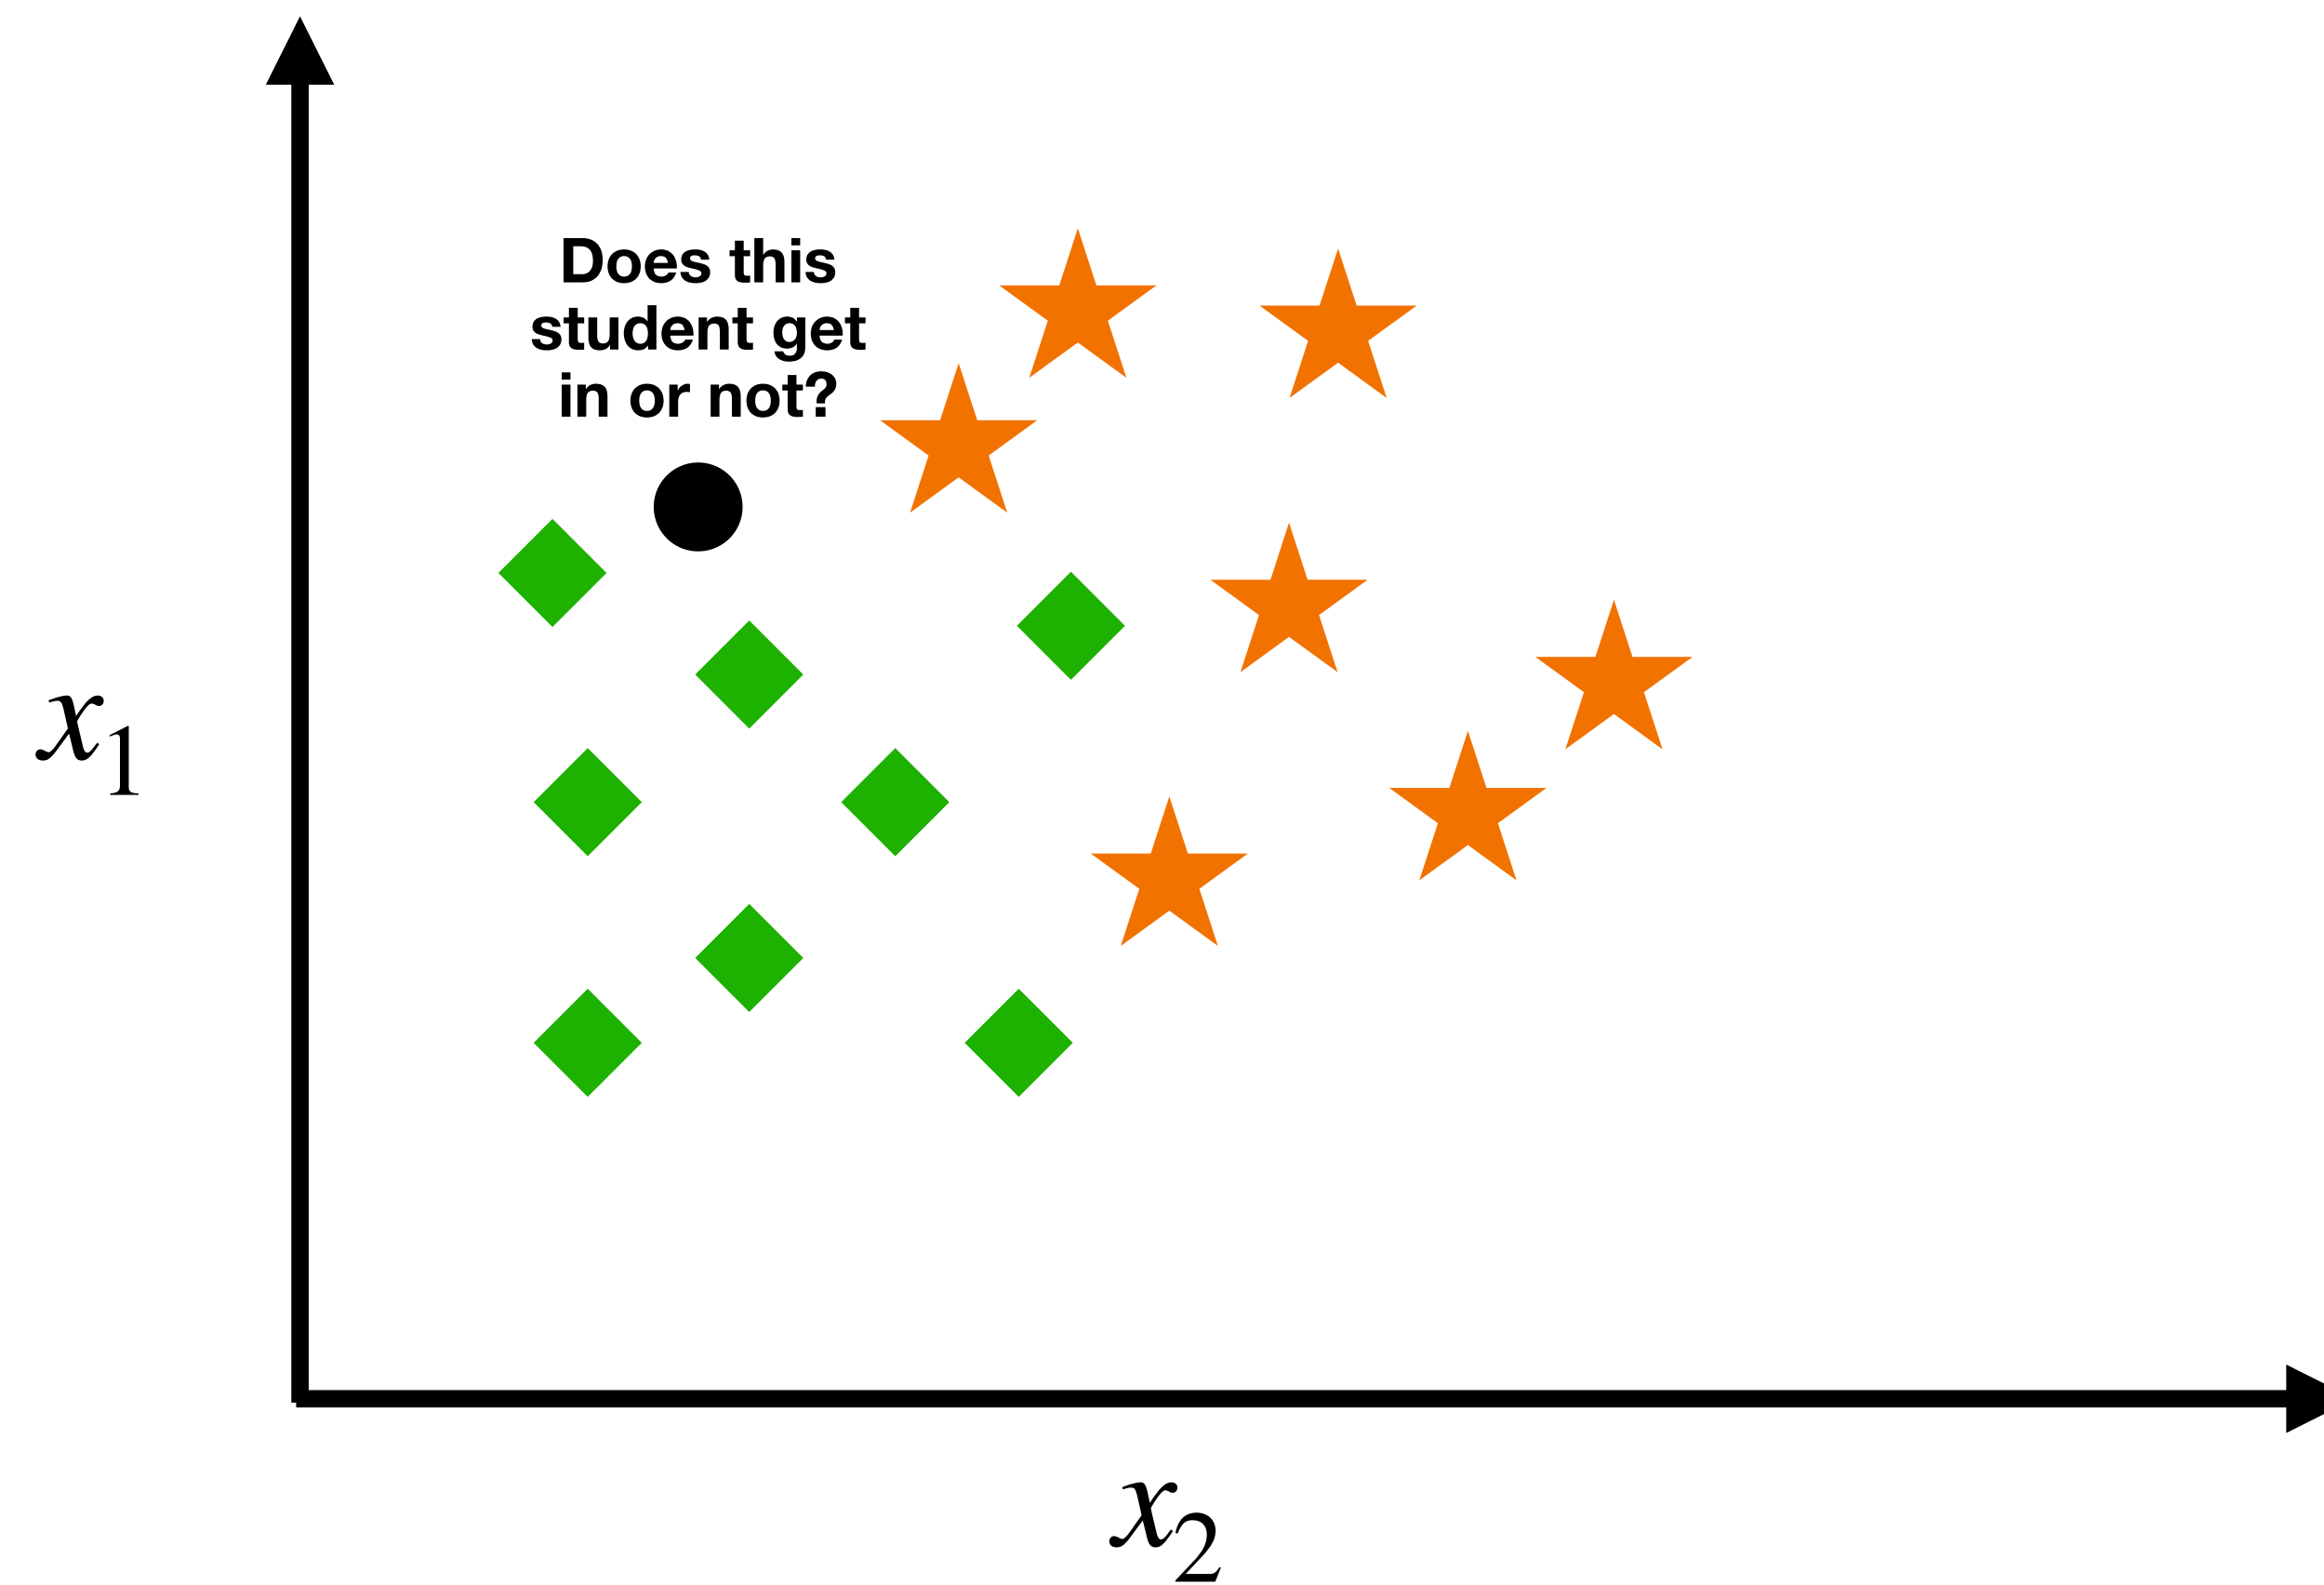 Does this
student get
in or not?
x₁
x₂